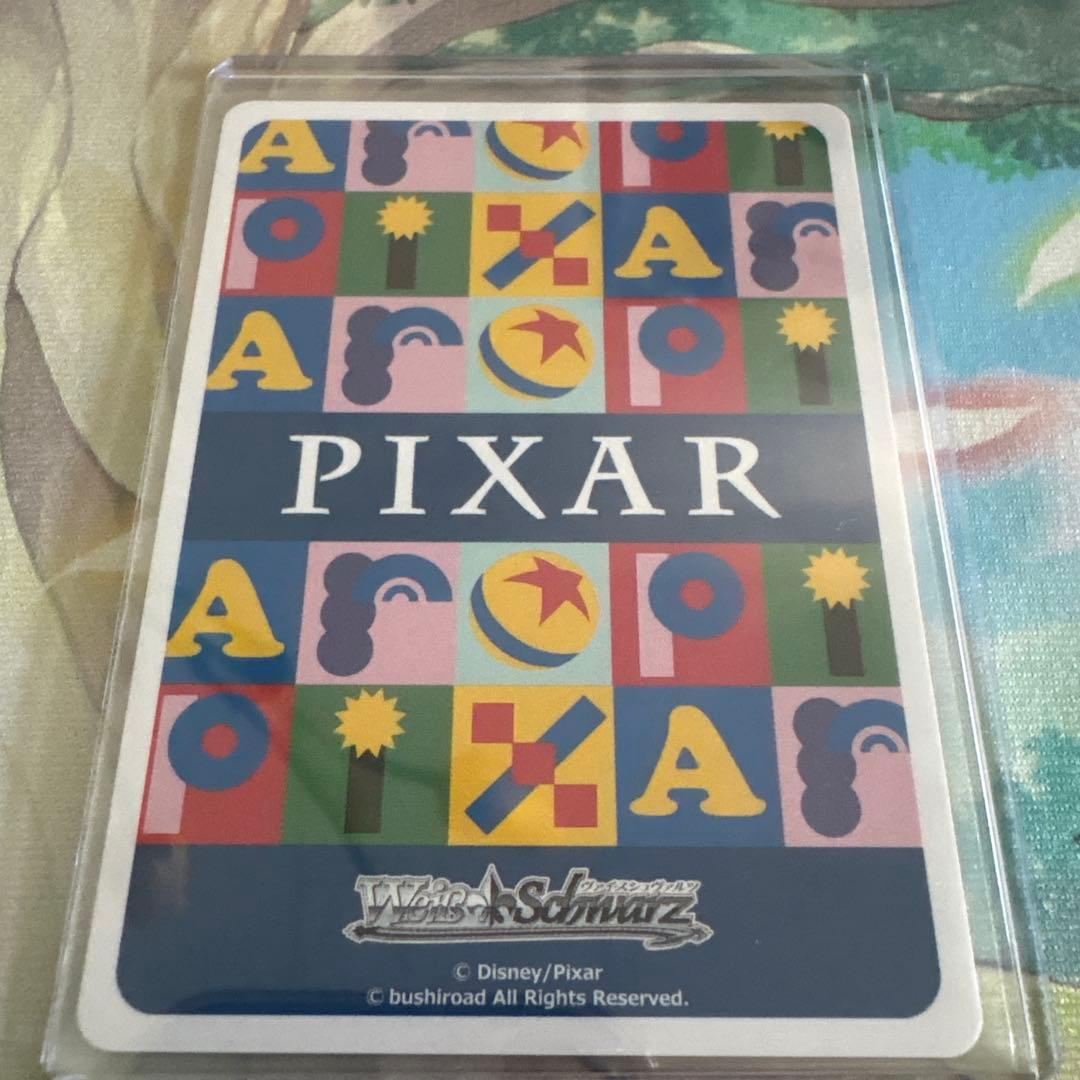 A r P i
P i X A r
A r P i
PIXAR
A r P i
P i X A r
ヴァイスシュヴァルツ
Weiß Schwarz
© Disney/Pixar
© bushiroad All Rights Reserved.